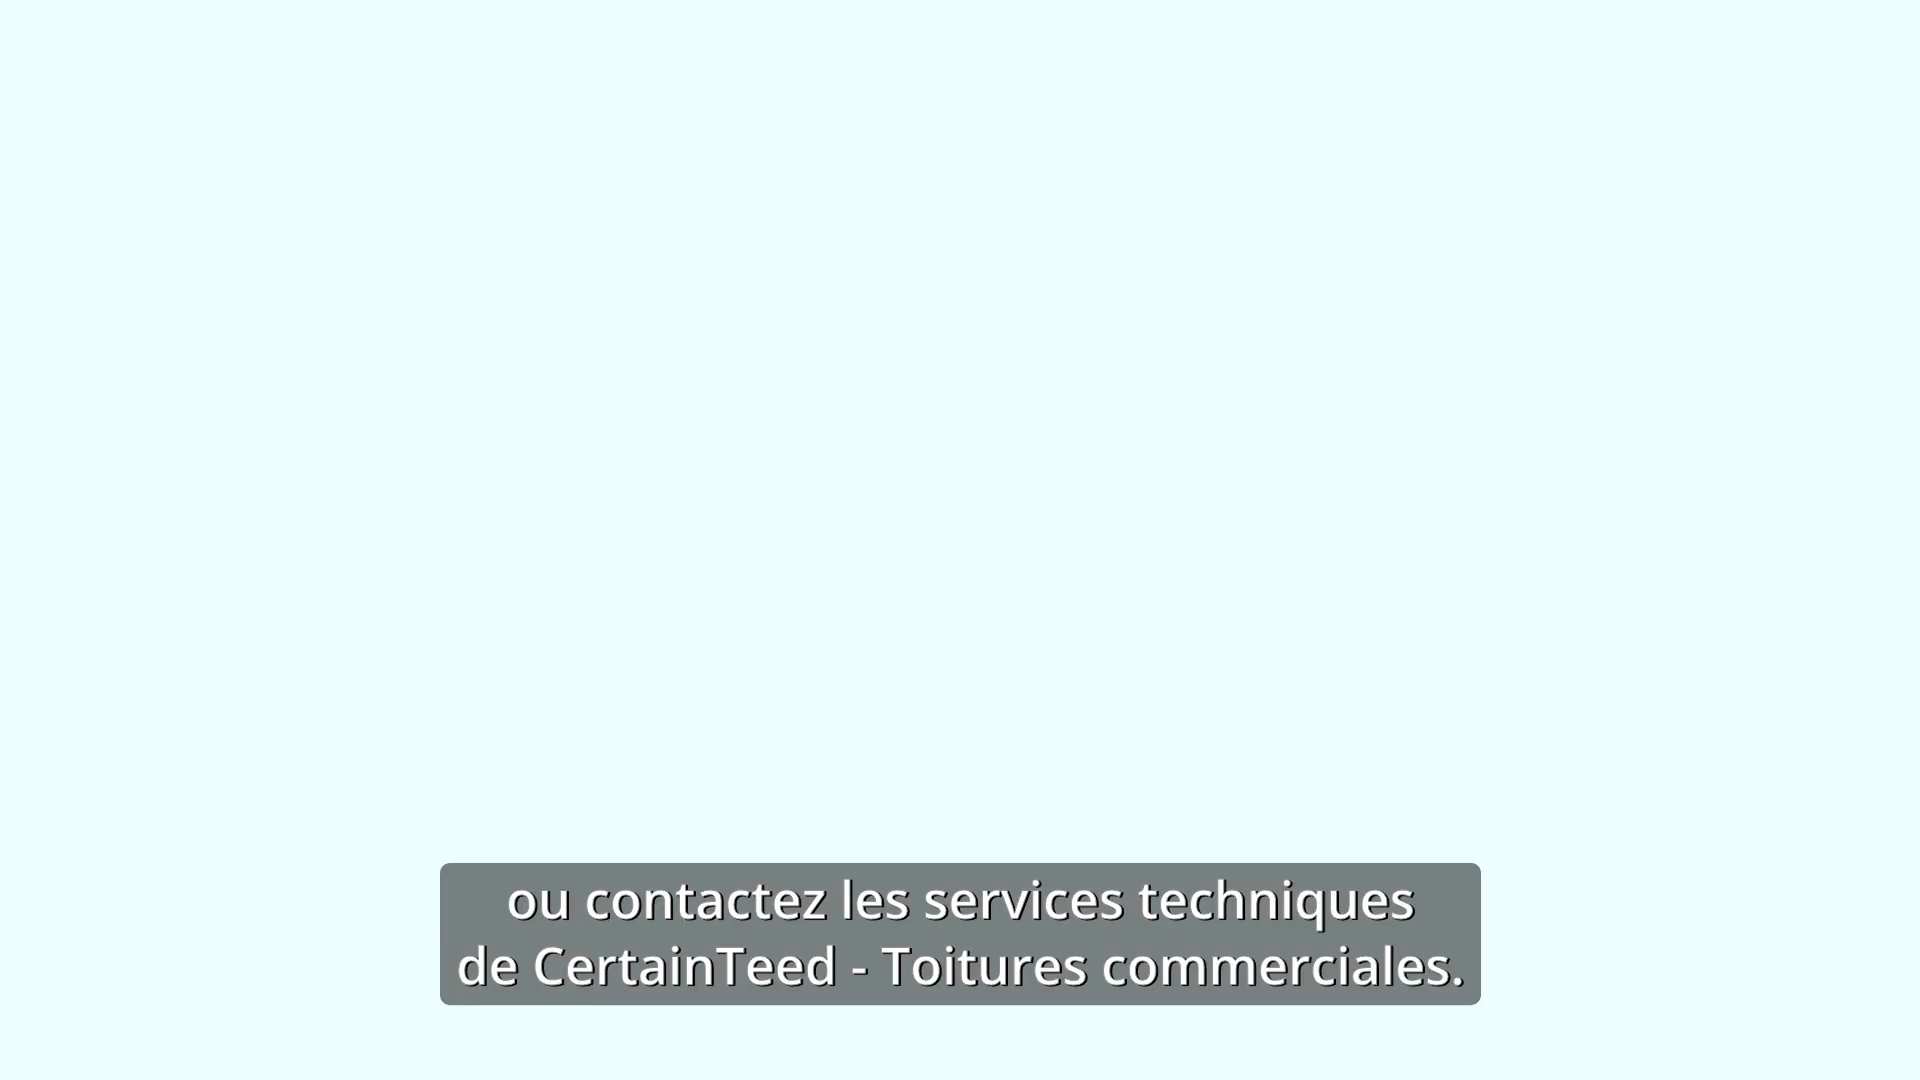 ou contactez les services techniques
de CertainTeed - Toitures commerciales.